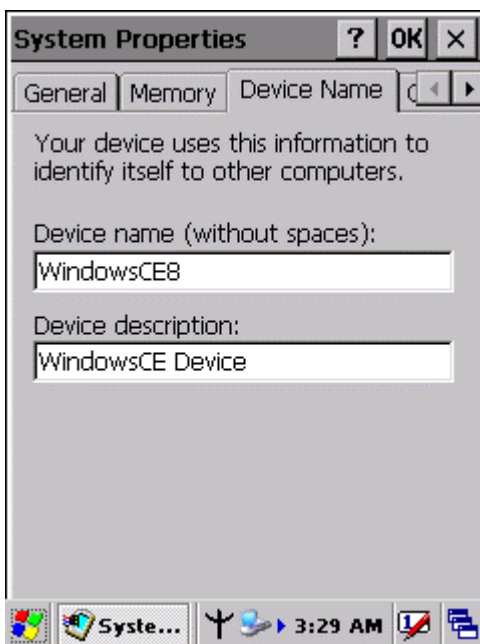 System Properties ? OK ×
General Memory Device Name
Your device uses this information to
identify itself to other computers.
Device name (without spaces):
WindowsCE8
Device description:
WindowsCE Device
Syste... 3:29 AM